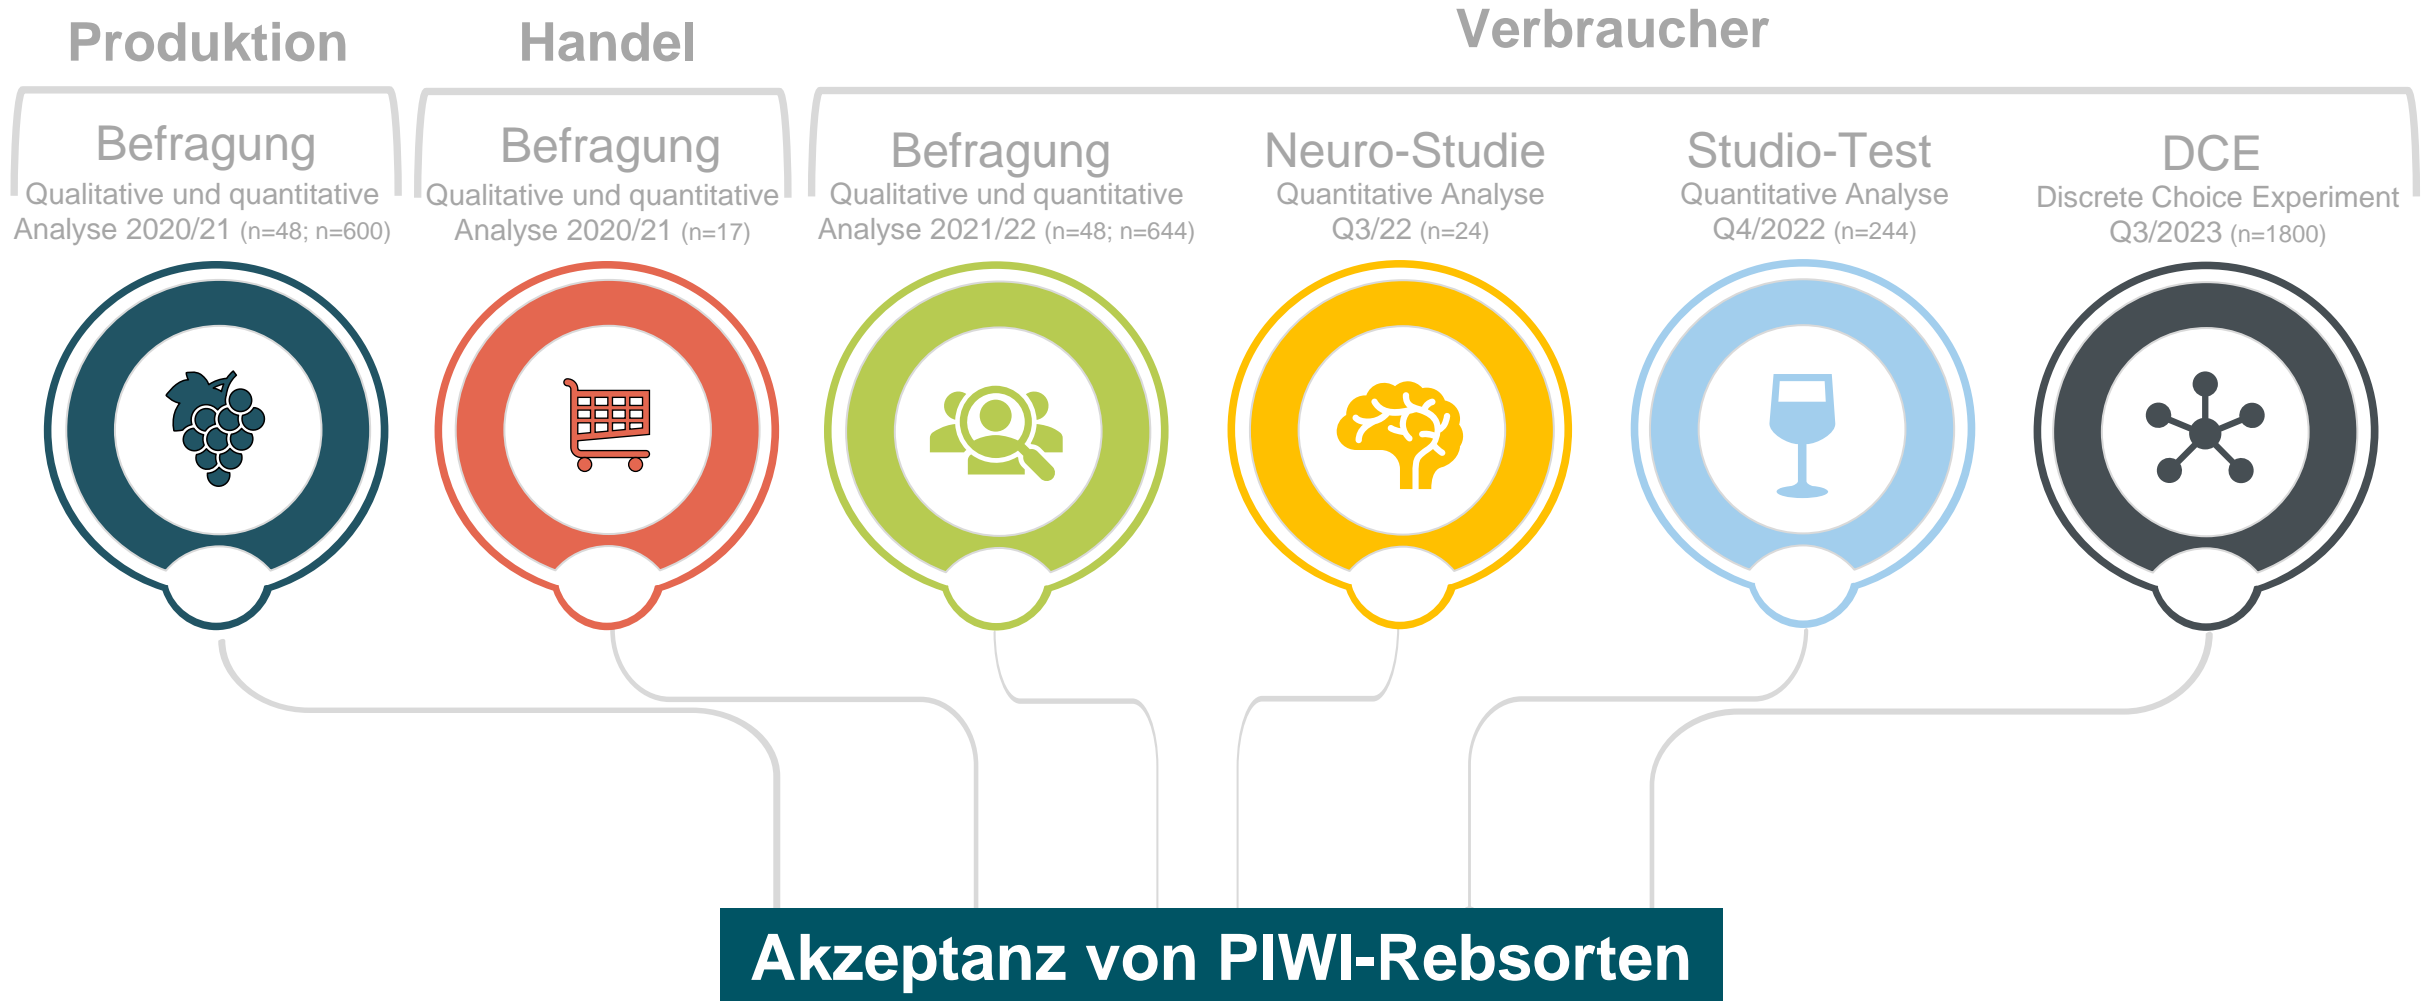 Produktion
Handel
Verbraucher
Befragung
Qualitative und quantitative
Analyse 2020/21 (n=48; n=600)
Befragung
Qualitative und quantitative
Analyse 2020/21 (n=17)
Befragung
Qualitative und quantitative
Analyse 2021/22 (n=48; n=644)
Neuro-Studie
Quantitative Analyse
Q3/22 (n=24)
Studio-Test
Quantitative Analyse
Q4/2022 (n=244)
DCE
Discrete Choice Experiment
Q3/2023 (n=1800)
Akzeptanz von PIWI-Rebsorten